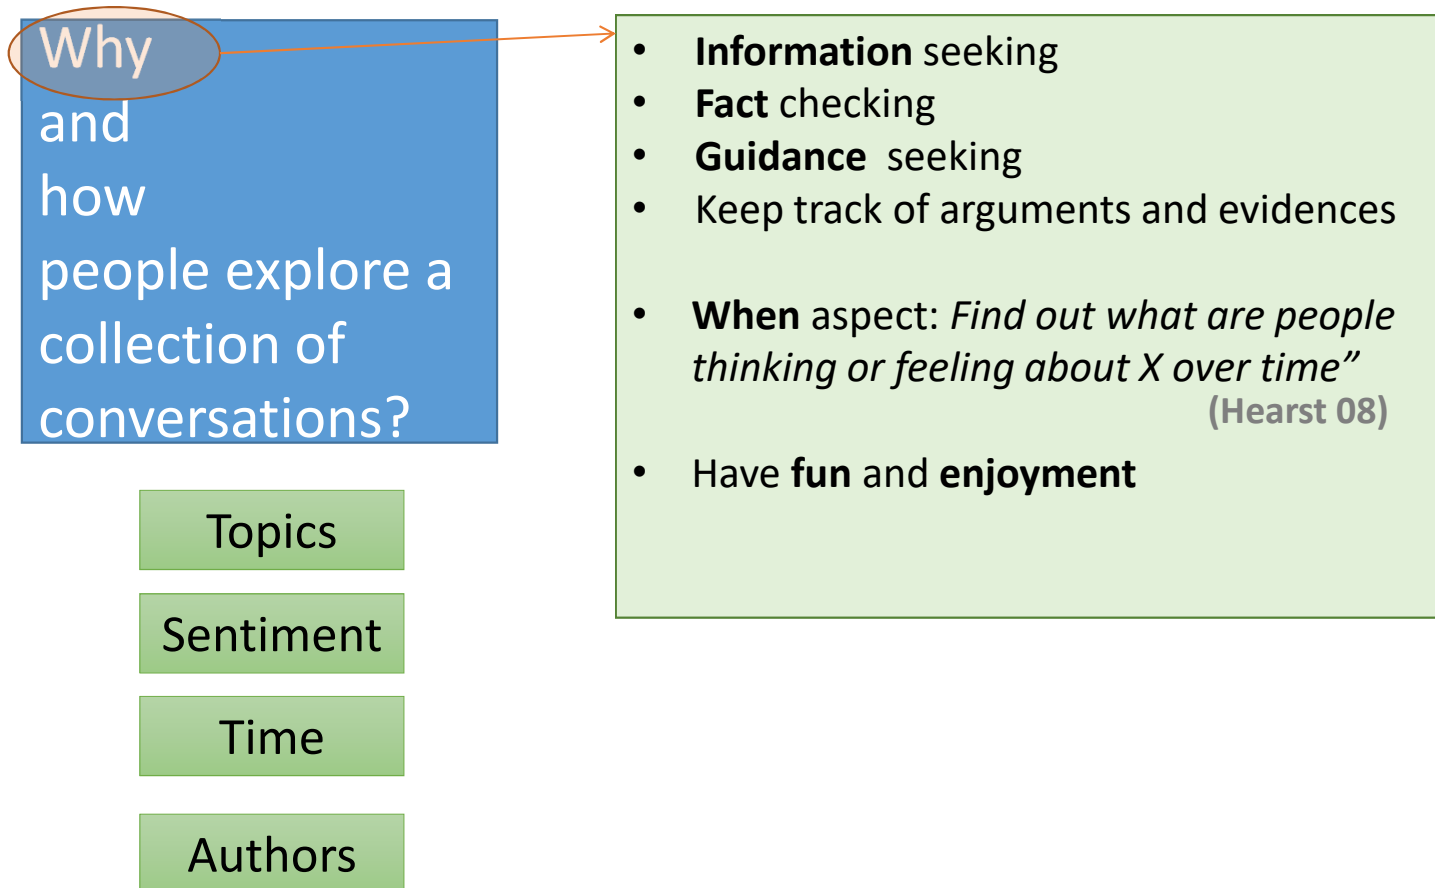 Why
and
how
people explore a
collection of
conversations?
• Information seeking
• Fact checking
• Guidance seeking
• Keep track of arguments and evidences
• When aspect: Find out what are people
thinking or feeling about X over time”
(Hearst 08)
• Have fun and enjoyment
Topics
Sentiment
Time
Authors